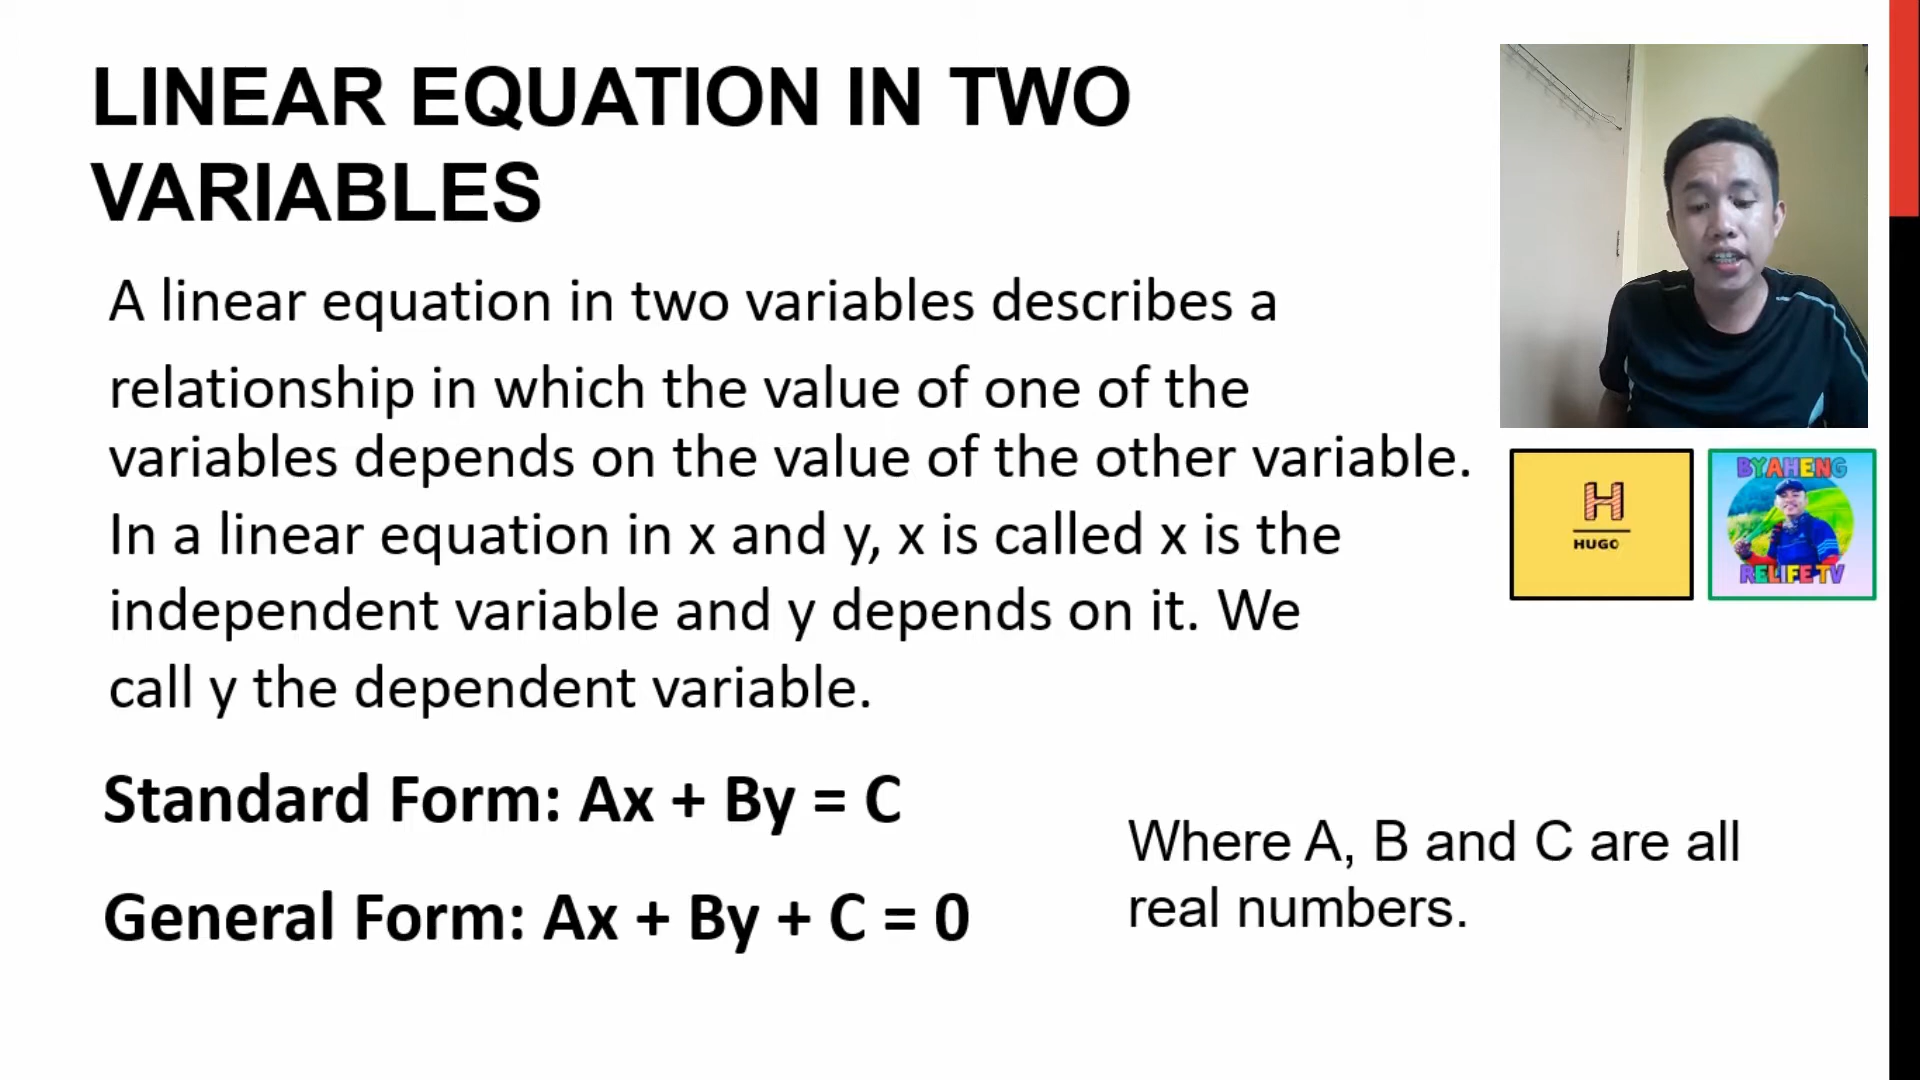 LINEAR EQUATION IN TWO
VARIABLES
A linear equation in two variables describes a
relationship in which the value of one of the
variables depends on the value of the other variable.
In a linear equation in x and y, x is called x is the
independent variable and y depends on it. We
call y the dependent variable.
Standard Form: Ax + By = C
General Form: Ax + By + C = 0
Where A, B and C are all
real numbers.
H
HUGO
BYAHENG
RELIFE TV